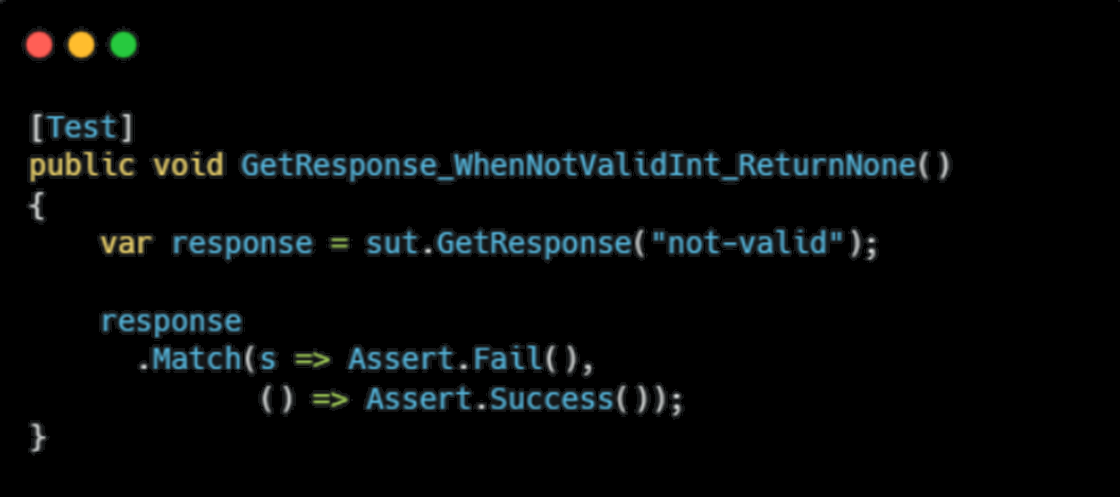 [Test]
public void GetResponse_WhenNotValidInt_ReturnNone()
{
    var response = sut.GetResponse("not-valid");

    response
      .Match(s => Assert.Fail(),
             () => Assert.Success());
}